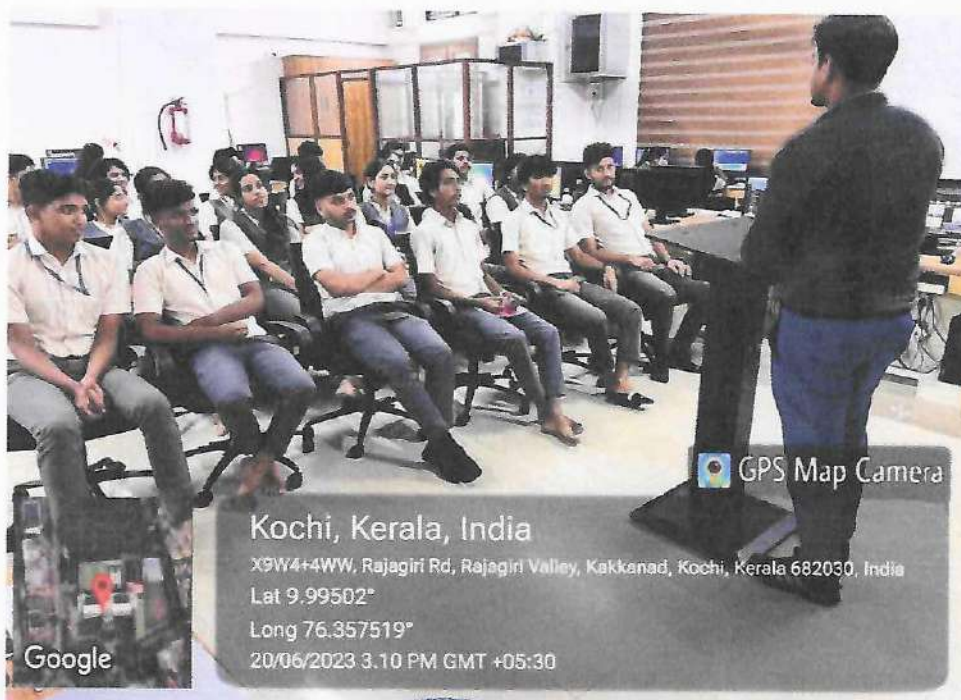 GPS Map Camera
Kochi, Kerala, India
X9W4+4WW, Rajagiri Rd, Rajagiri Valley, Kakkanad, Kochi, Kerala 682030, India
Lat 9.99502°
Long 76.357519°
20/06/2023 3.10 PM GMT +05:30
Google